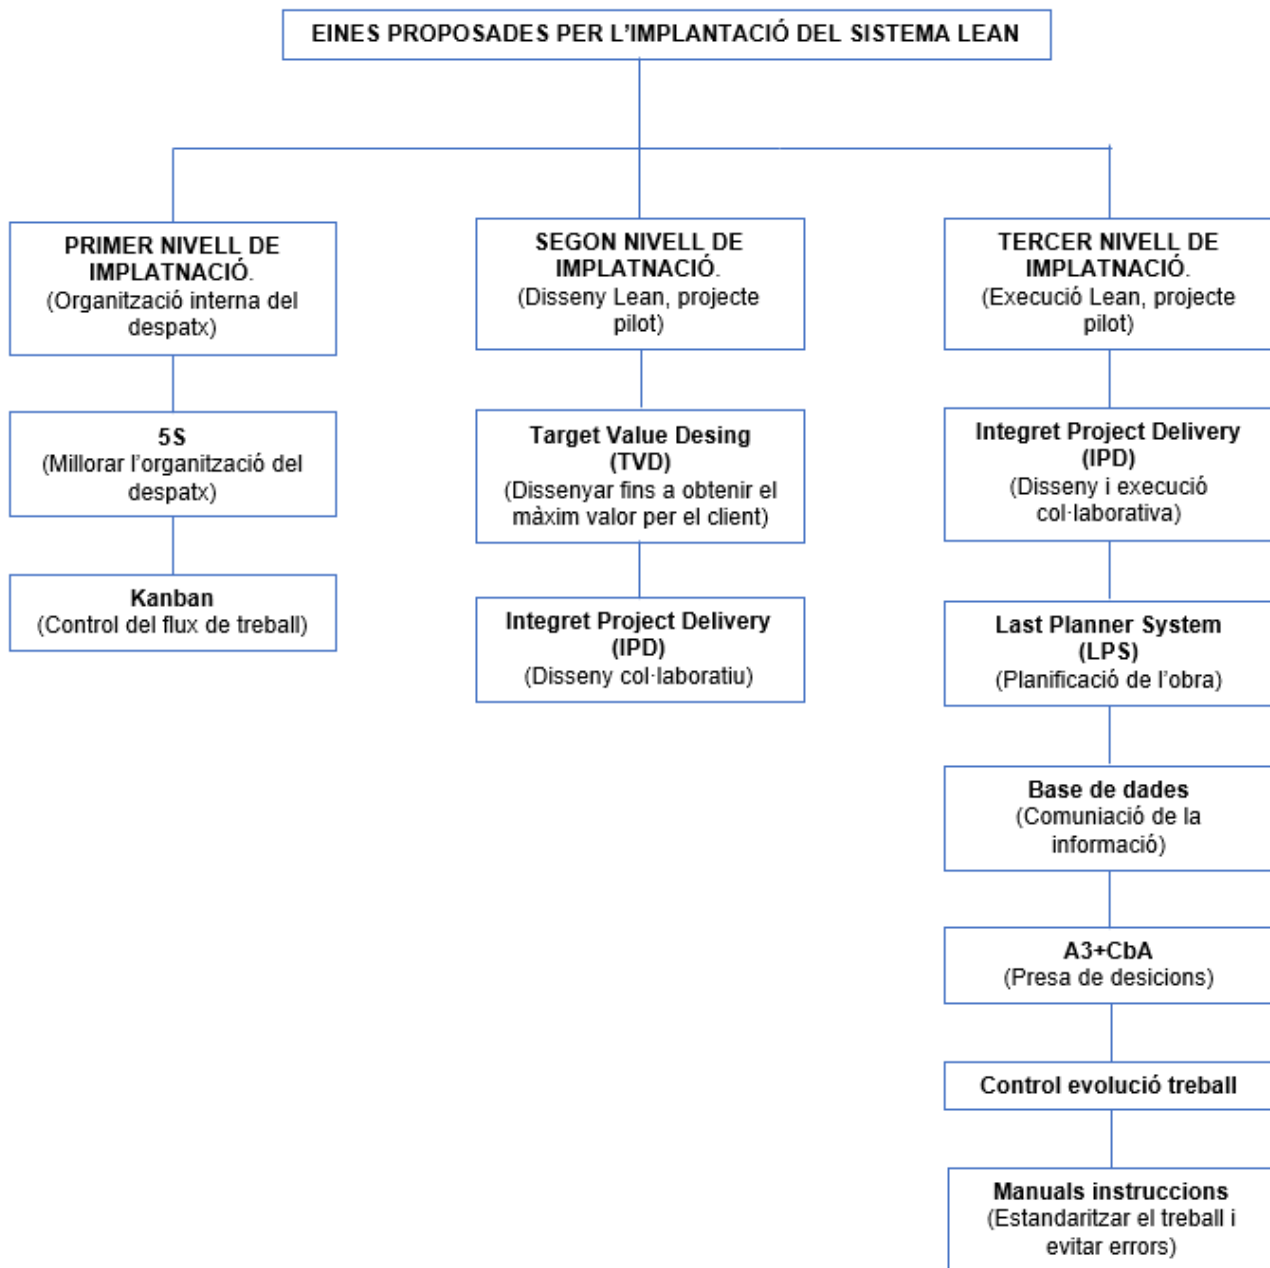 EINES PROPOSADES PER L'IMPLANTACIÓ DEL SISTEMA LEAN
PRIMER NIVELL DE
IMPLATNACIÓ.
(Organització interna del
despatx)
5S
(Millorar l'organització del
despatx)
Kanban
(Control del flux de treball)
SEGON NIVELL DE
IMPLATNACIÓ.
(Disseny Lean, projecte
pilot)
Target Value Desing
(TVD)
(Dissenyar fins a obtenir el
màxim valor per el client)
Integret Project Delivery
(IPD)
(Disseny col·laboratiu)
TERCER NIVELL DE
IMPLATNACIÓ.
(Execució Lean, projecte
pilot)
Integret Project Delivery
(IPD)
(Disseny i execució
col·laborativa)
Last Planner System
(LPS)
(Planificació de l'obra)
Base de dades
(Comuniació de la
informació)
A3+CbA
(Presa de desicions)
Control evolució treball
Manuals instruccions
(Estandaritzar el treball i
evitar errors)